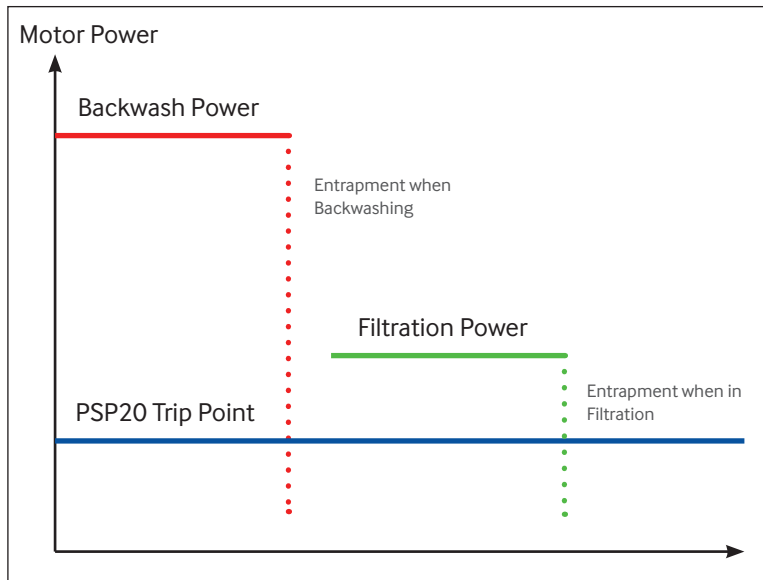 Motor Power
Backwash Power
Entrapment when
Backwashing
Filtration Power
Entrapment when in
Filtration
PSP20 Trip Point